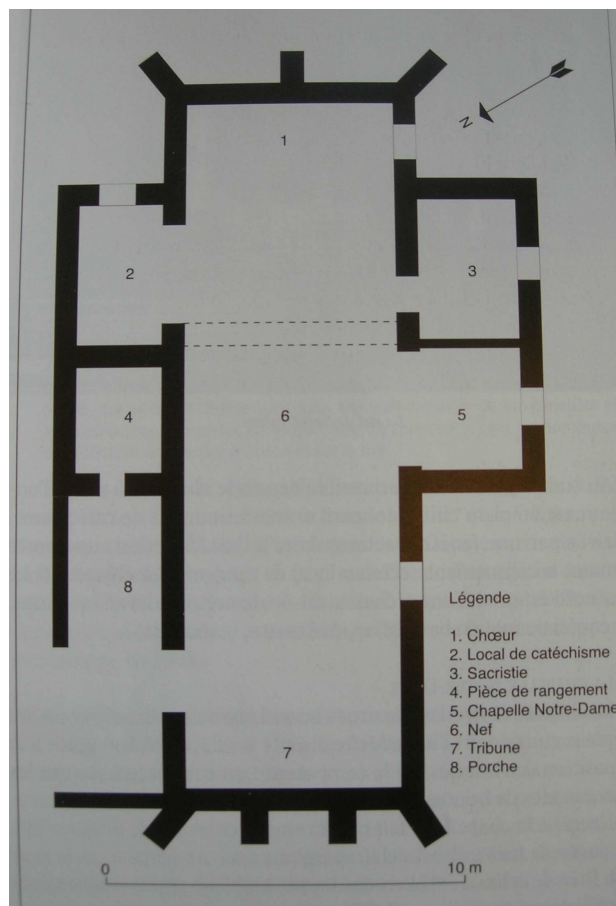 N
1
2
3
4
6
5
8
7
Légende
1. Chœur
2. Local de catéchisme
3. Sacristie
4. Pièce de rangement
5. Chapelle Notre-Dame
6. Nef
7. Tribune
8. Porche
0 10 m